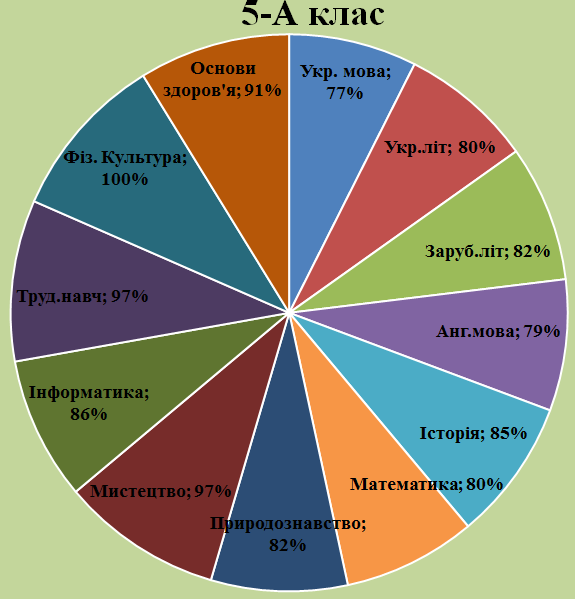 5-А клас
Укр. мова;
77%
Укр.літ; 80%
Заруб.літ; 82%
Анг.мова; 79%
Історія; 85%
Математика; 80%
Природознавство;
82%
Мистецтво; 97%
Інформатика;
86%
Труд.навч; 97%
Фіз. Культура;
100%
Основи
здоров'я; 91%